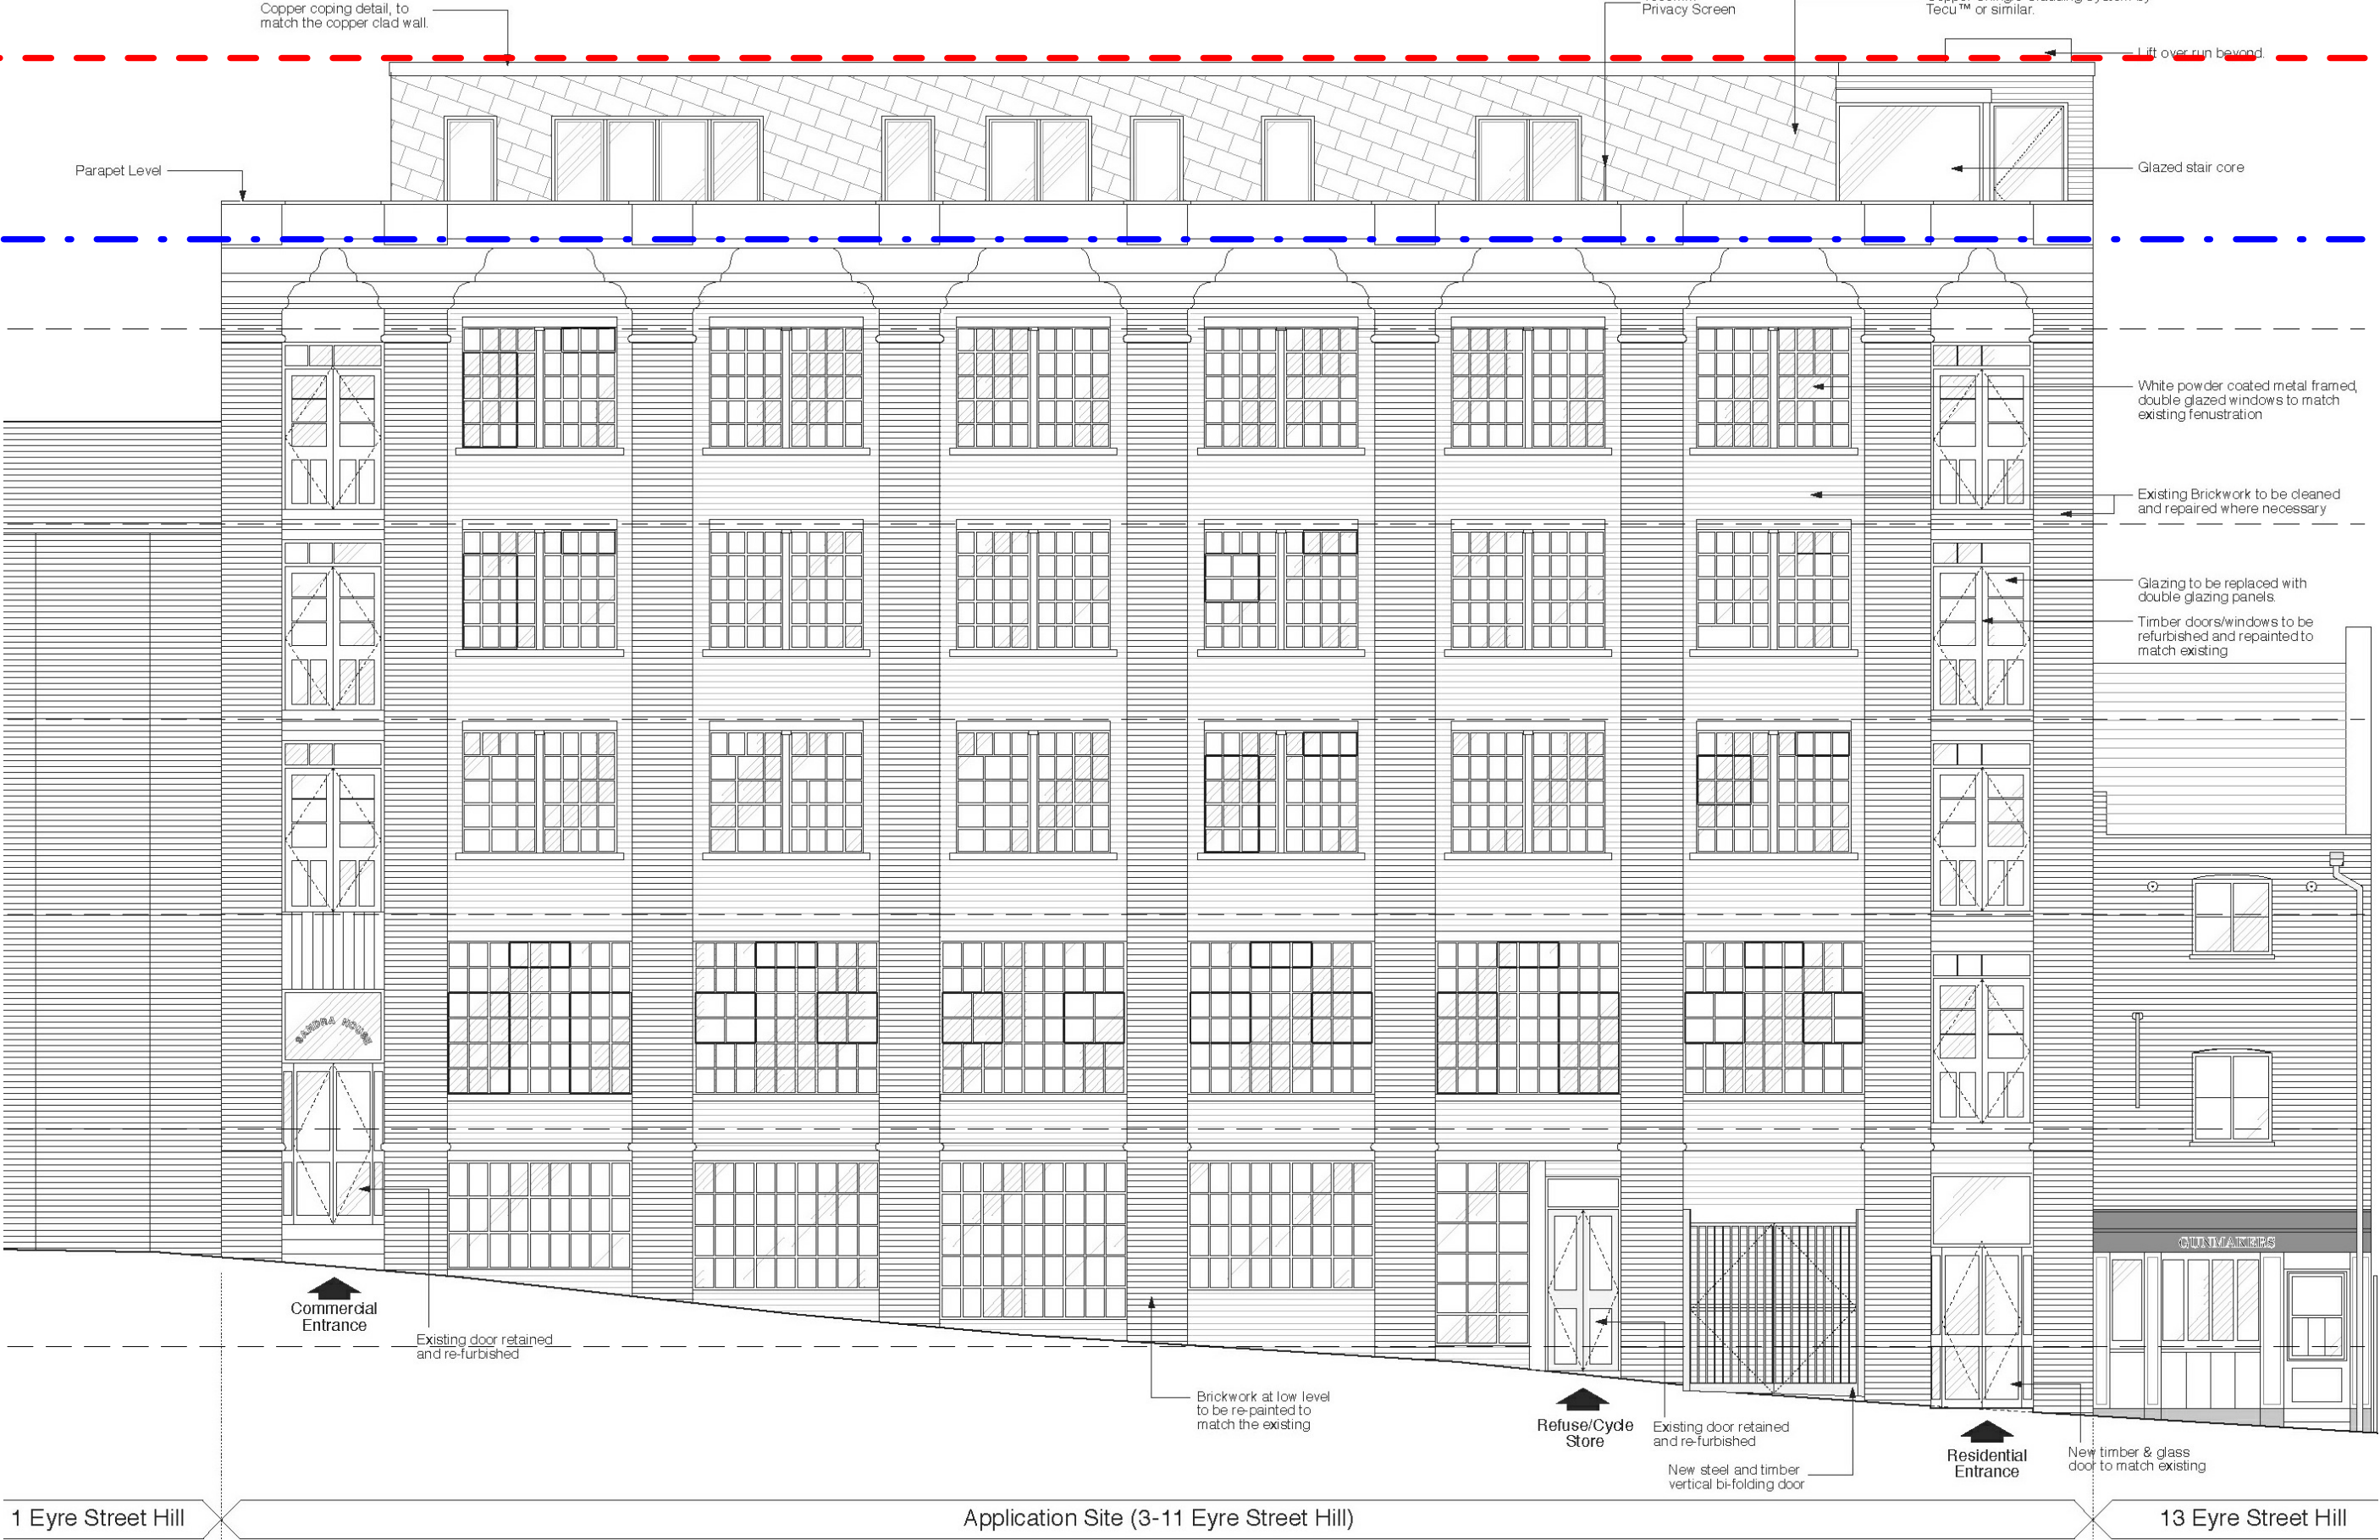 Copper coping detail, to
match the copper clad wall.
Privacy Screen
Tecu™ or similar.
Lift over run beyond.
Parapet Level
Glazed stair core
White powder coated metal framed,
double glazed windows to match
existing fenustration
Existing Brickwork to be cleaned
and repaired where necessary
Glazing to be replaced with
double glazing panels.
Timber doors/windows to be
refurbished and repainted to
match existing
SANDRA HOUSE
GUNMAKERS
Commercial
Entrance
Existing door retained
and re-furbished
Brickwork at low level
to be re-painted to
match the existing
Refuse/Cycle
Store
Existing door retained
and re-furbished
New steel and timber
vertical bi-folding door
Residential
Entrance
New timber & glass
door to match existing
1 Eyre Street Hill
Application Site (3-11 Eyre Street Hill)
13 Eyre Street Hill